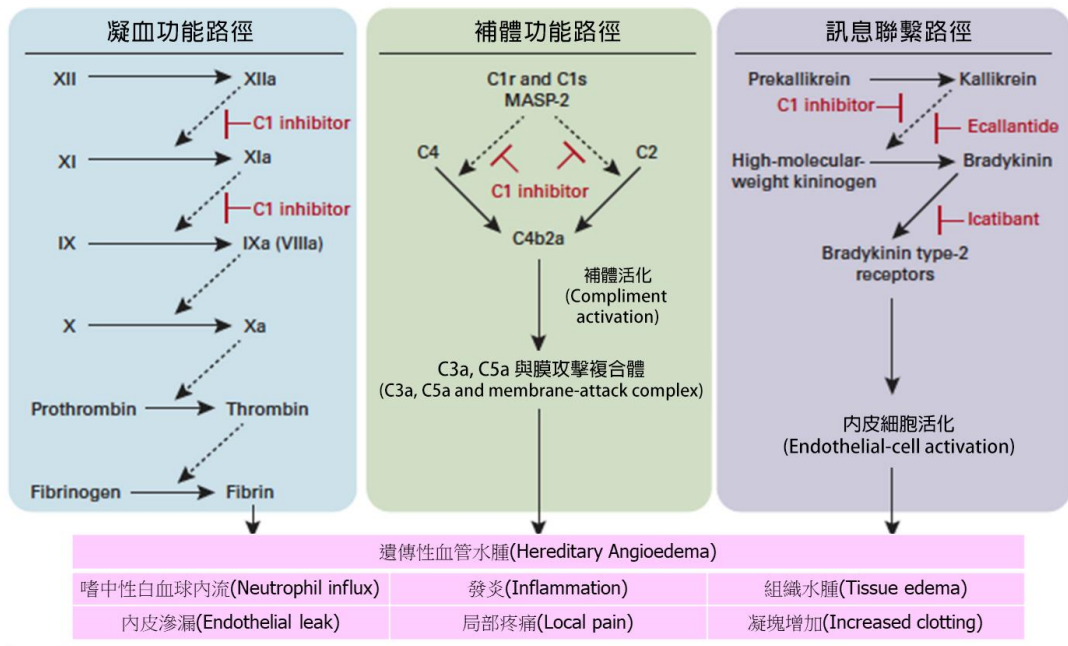 凝血功能路徑
XII
XIIa
C1 inhibitor
XI
XIa
C1 inhibitor
IX
IXa (VIIIa)
X
Xa
Prothrombin
Thrombin
Fibrinogen
Fibrin
補體功能路徑
C1r and C1s
MASP-2
C4
C2
C1 inhibitor
C4b2a
補體活化
(Compliment
activation)
C3a, C5a 與膜攻擊複合體
(C3a, C5a and membrane-attack complex)
訊息聯繫路徑
Prekallikrein
Kallikrein
C1 inhibitor
Ecallantide
High-molecular-
weight kininogen
Bradykinin
Icatibant
Bradykinin type-2
receptors
內皮細胞活化
(Endothelial-cell activation)
遺傳性血管水腫(Hereditary Angioedema)
嗜中性白血球內流(Neutrophil influx)
發炎(Inflammation)
組織水腫(Tissue edema)
內皮滲漏(Endothelial leak)
局部疼痛(Local pain)
凝塊增加(Increased clotting)